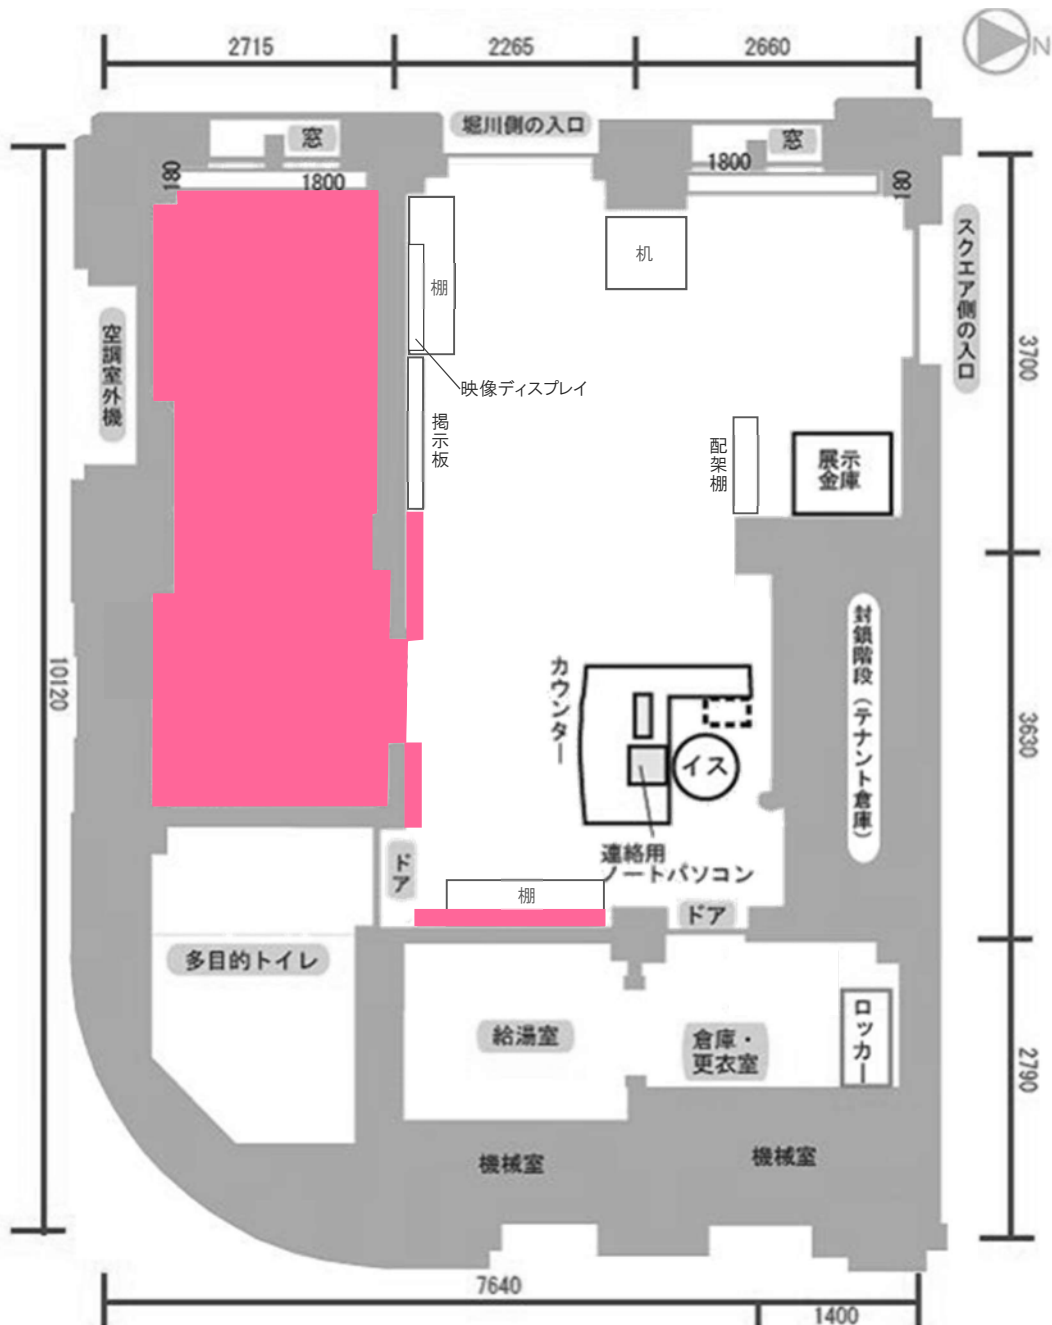 2715
2265
2660
N
堀川側の入口
窓
窓
180
1800
1800
180
スクエア側の入口
棚
机
空調室外機
3700
映像ディスプレイ
掲示板
配架棚
展示
金庫
封鎖階段（テナント倉庫）
カウンター
10120
3630
イス
連絡用
ノートパソコン
ドア
棚
ドア
多目的トイレ
給湯室
倉庫・
更衣室
ロッカー
2790
機械室
機械室
7640
1400